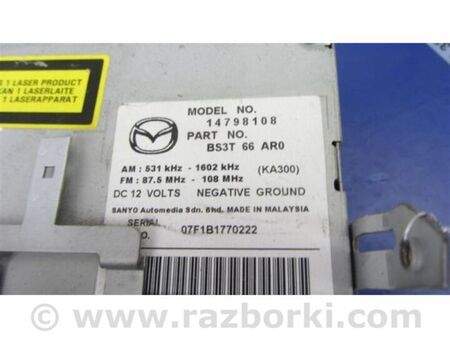 S 1 LASER PRODUCT
KAN 1 LASERLAITE
1 LASERAPPARAT
MODEL NO.
14798108
PART NO.
BS3T 66 AR0
AM : 531 kHz - 1602 kHz (KA300)
FM : 87.5 MHz - 108 MHz
DC 12 VOLTS NEGATIVE GROUND
SANYO Automedia Sdn. Bhd. MADE IN MALAYSIA
SERIAL
NO. 07F1B1770222
© www.razborki.com